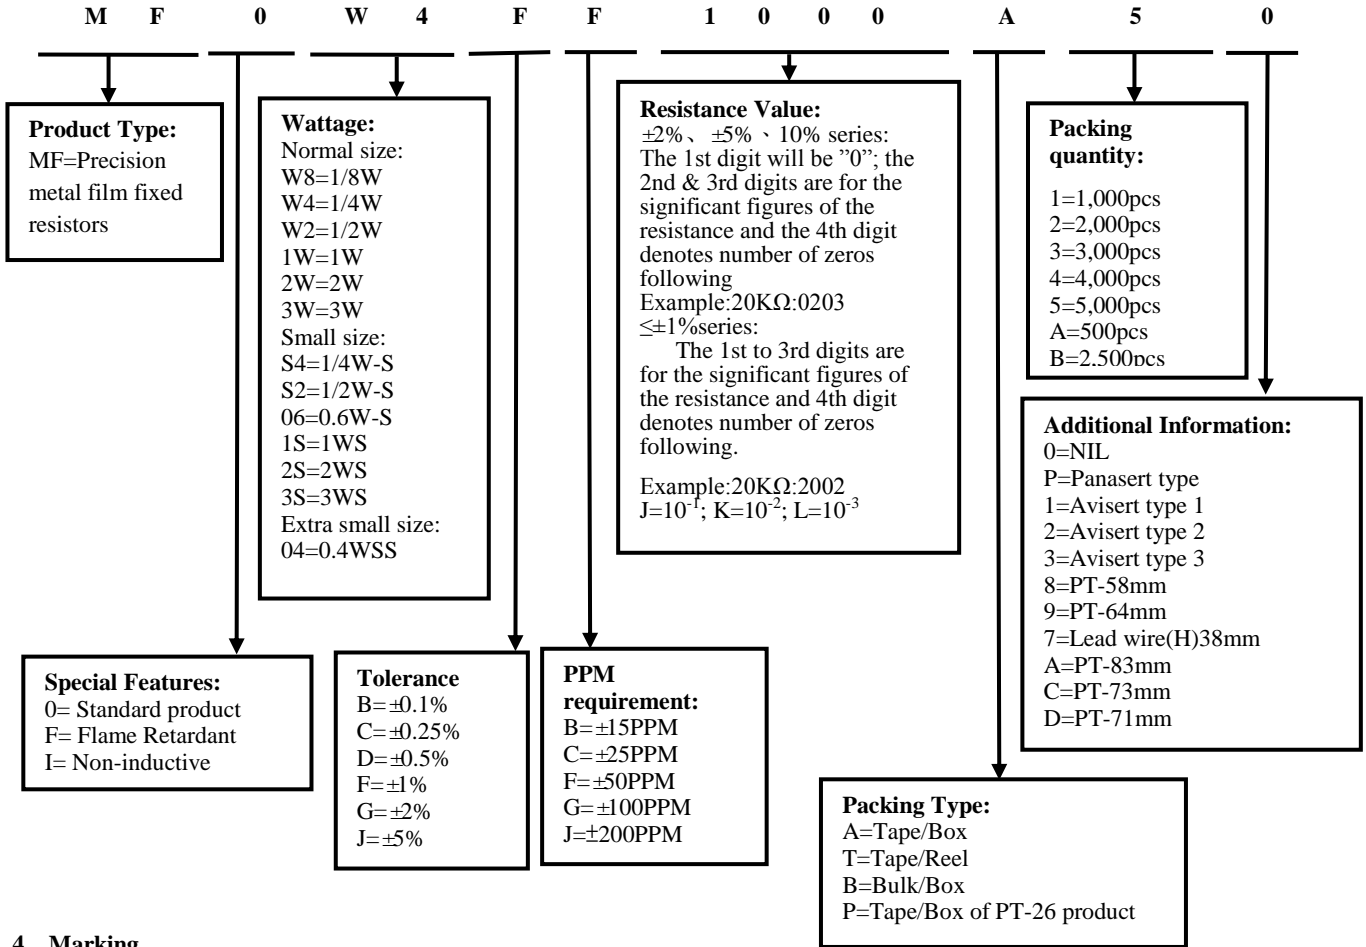 M F 0 W 4 F F 1 0 0 0 A 5 0
Product Type:
MF=Precision
metal film fixed
resistors
Wattage:
Normal size:
W8=1/8W
W4=1/4W
W2=1/2W
1W=1W
2W=2W
3W=3W
Small size:
S4=1/4W-S
S2=1/2W-S
06=0.6W-S
1S=1WS
2S=2WS
3S=3WS
Extra small size:
04=0.4WSS
Resistance Value:
±2%、±5%、10% series:
The 1st digit will be ”0”; the
2nd & 3rd digits are for the
significant figures of the
resistance and the 4th digit
denotes number of zeros
following
Example:20KΩ:0203
≤±1%series:
The 1st to 3rd digits are
for the significant figures of
the resistance and 4th digit
denotes number of zeros
following.
Example:20KΩ:2002
J=10⁻¹; K=10⁻²; L=10⁻³
Packing
quantity:
1=1,000pcs
2=2,000pcs
3=3,000pcs
4=4,000pcs
5=5,000pcs
A=500pcs
B=2,500pcs
Additional Information:
0=NIL
P=Panasert type
1=Avisert type 1
2=Avisert type 2
3=Avisert type 3
8=PT-58mm
9=PT-64mm
7=Lead wire(H)38mm
A=PT-83mm
C=PT-73mm
D=PT-71mm
Special Features:
0= Standard product
F= Flame Retardant
I= Non-inductive
Tolerance
B=±0.1%
C=±0.25%
D=±0.5%
F=±1%
G=±2%
J=±5%
PPM
requirement:
B=±15PPM
C=±25PPM
F=±50PPM
G=±100PPM
J=±200PPM
Packing Type:
A=Tape/Box
T=Tape/Reel
B=Bulk/Box
P=Tape/Box of PT-26 product
4 Marking